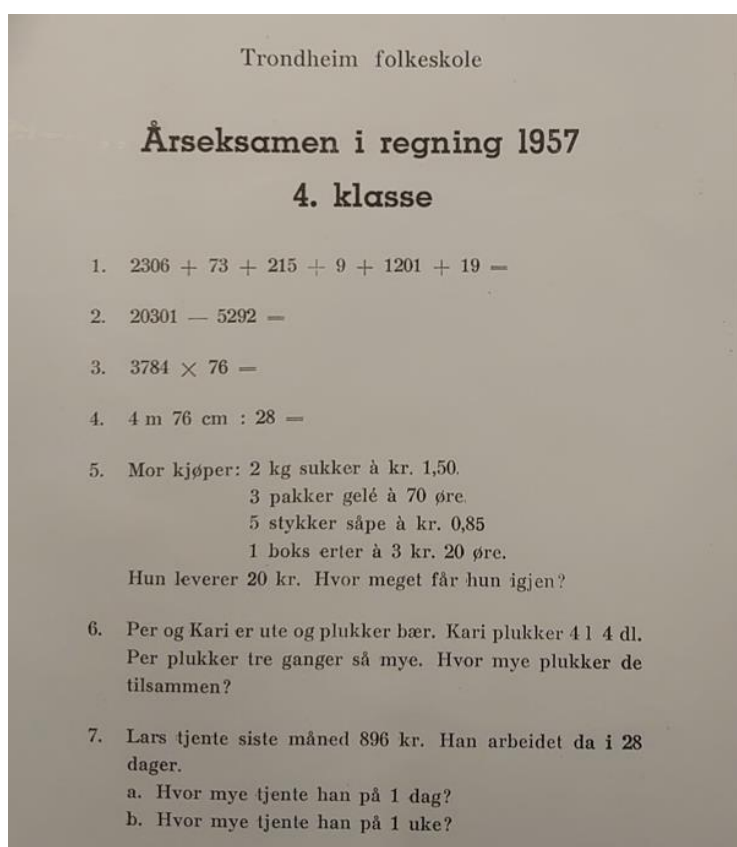 Trondheim folkeskole
Årseksamen i regning 1957
4. klasse
1. 2306 + 73 + 215 + 9 + 1201 + 19 =
2. 20301 — 5292 =
3. 3784 × 76 =
4. 4 m 76 cm : 28 =
5. Mor kjøper: 2 kg sukker à kr. 1,50.
3 pakker gelé à 70 øre.
5 stykker såpe à kr. 0,85
1 boks erter à 3 kr. 20 øre.
Hun leverer 20 kr. Hvor meget får hun igjen?
6. Per og Kari er ute og plukker bær. Kari plukker 4 l 4 dl.
Per plukker tre ganger så mye. Hvor mye plukker de
tilsammen?
7. Lars tjente siste måned 896 kr. Han arbeidet da i 28
dager.
a. Hvor mye tjente han på 1 dag?
b. Hvor mye tjente han på 1 uke?